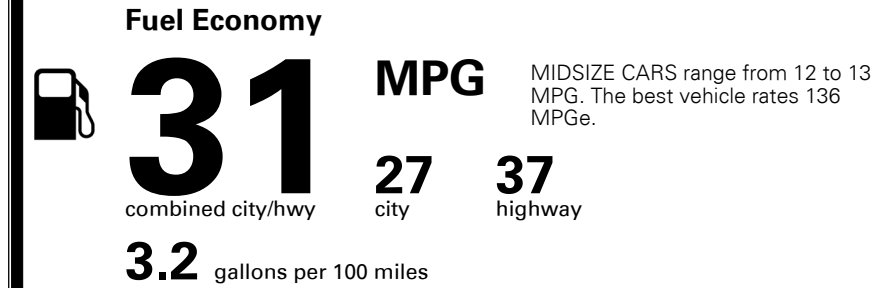 Fuel Economy
31
MPG
MIDSIZE CARS range from 12 to 13
MPG. The best vehicle rates 136
MPGe.
27
37
combined city/hwy
city
highway
3.2 gallons per 100 miles